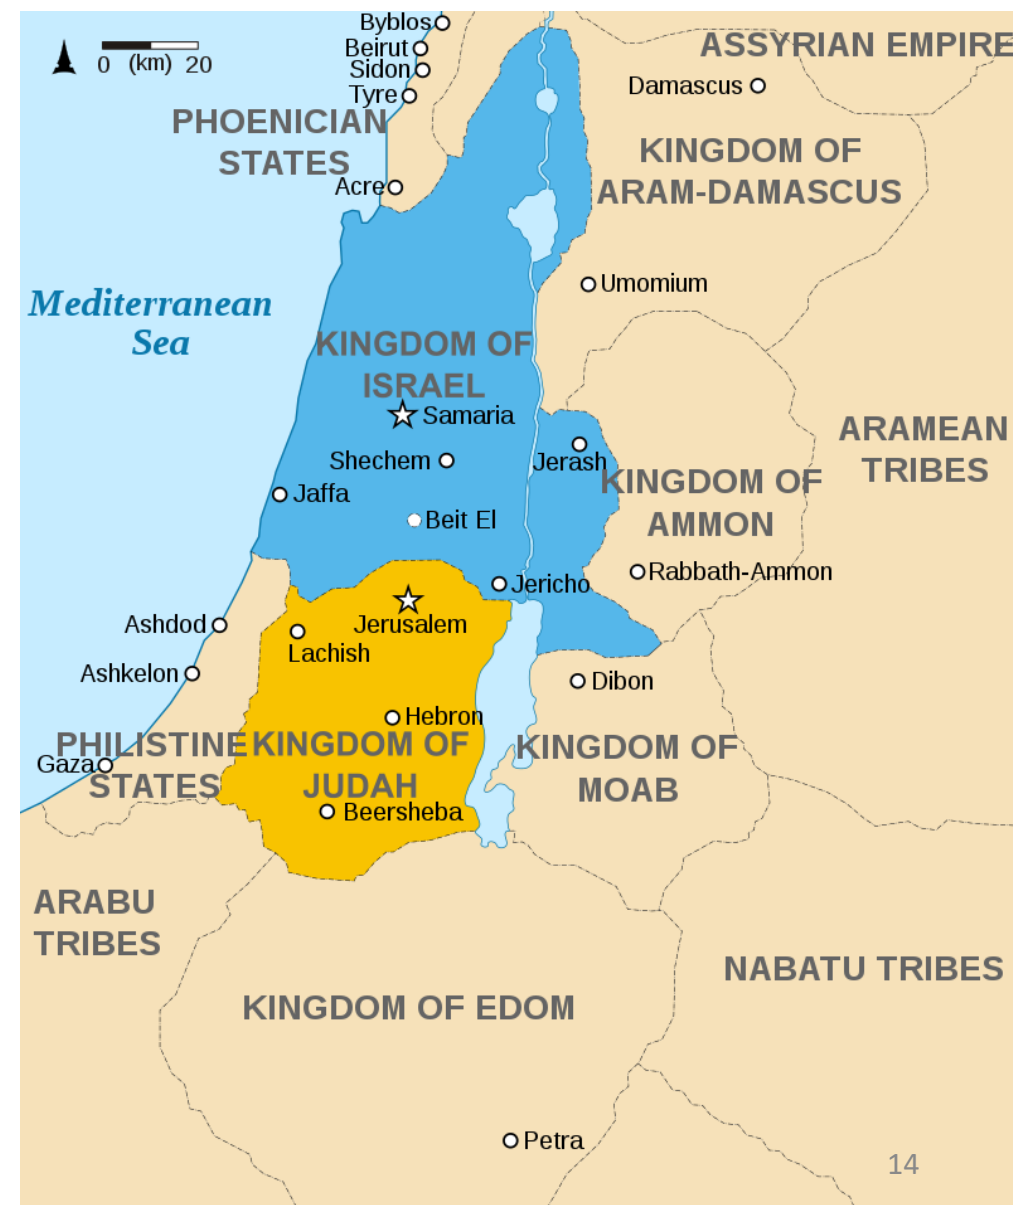 Byblos
Beirut
0 (km) 20
Sidon
Tyre
ASSYRIAN EMPIRE
Damascus
PHOENICIAN
STATES
KINGDOM OF
ARAM-DAMASCUS
Acre
Umomium
Mediterranean
Sea
KINGDOM OF
ISRAEL
Samaria
ARAMEAN
TRIBES
Shechem
Jerash
KINGDOM OF
AMMON
Jaffa
Beit El
Jericho
Rabbath-Ammon
Ashdod
Jerusalem
Lachish
Ashkelon
Dibon
Hebron
PHILISTINE
STATES
Gaza
KINGDOM OF
JUDAH
KINGDOM OF
MOAB
Beersheba
ARABU
TRIBES
NABATU TRIBES
KINGDOM OF EDOM
Petra
14